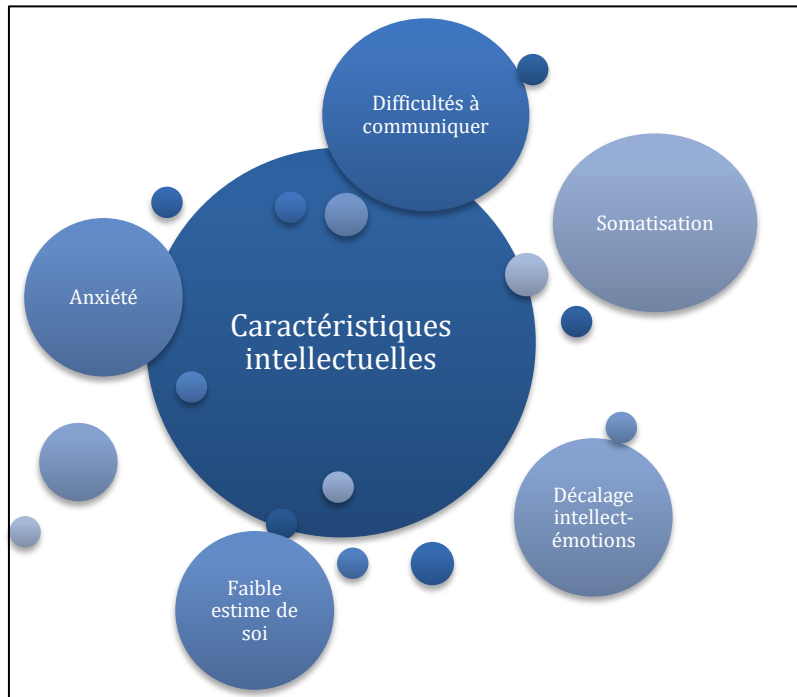 Difficultés à
communiquer
Somatisation
Anxiété
Caractéristiques
intellectuelles
Décalage
intellect-
émotions
Faible
estime de
soi